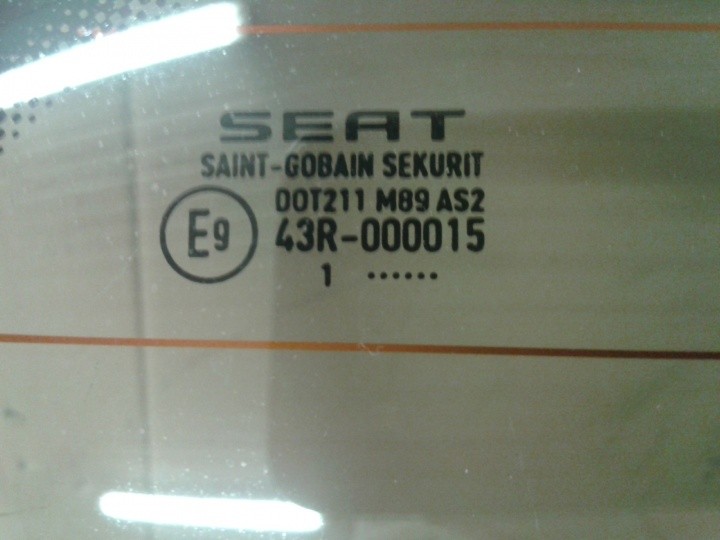 SEAT
SAINT-GOBAIN SEKURIT
DOT211 M89 AS2
E9 43R-000015
1 ......